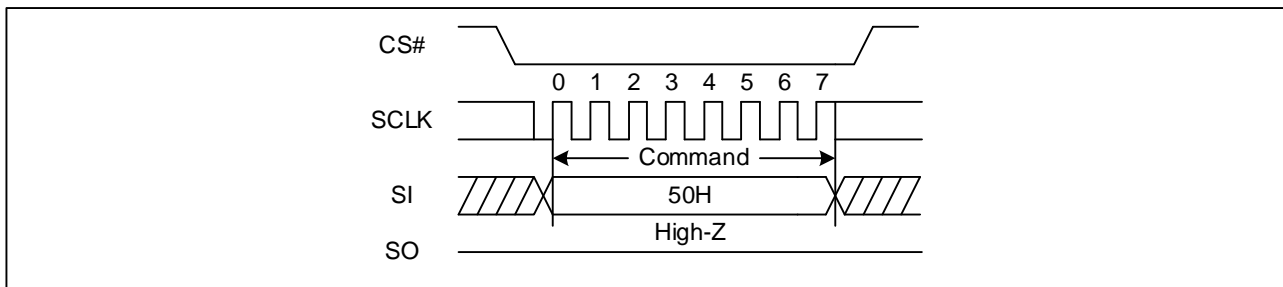 CS#
0 1 2 3 4 5 6 7
SCLK
Command
SI
50H
High-Z
SO